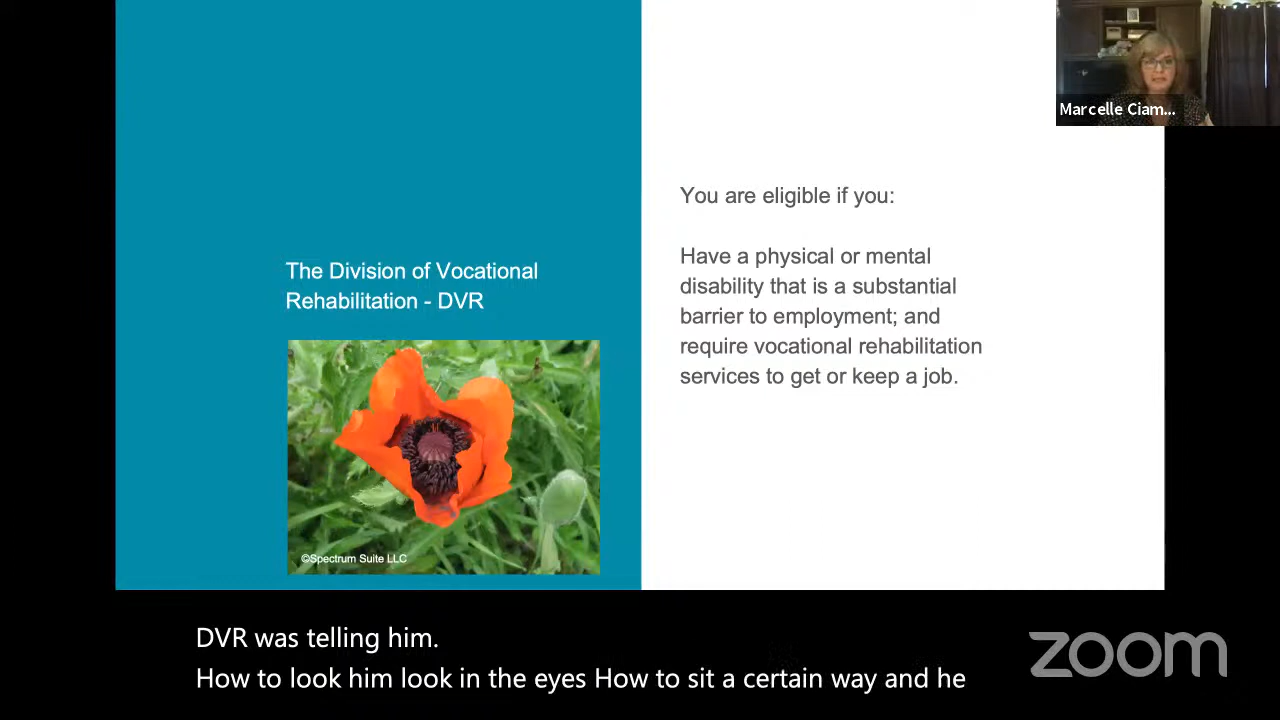 Marcelle Ciam...
You are eligible if you:
Have a physical or mental
disability that is a substantial
barrier to employment; and
require vocational rehabilitation
services to get or keep a job.
The Division of Vocational
Rehabilitation - DVR
©Spectrum Suite LLC
DVR was telling him.
How to look him look in the eyes How to sit a certain way and he
zoom